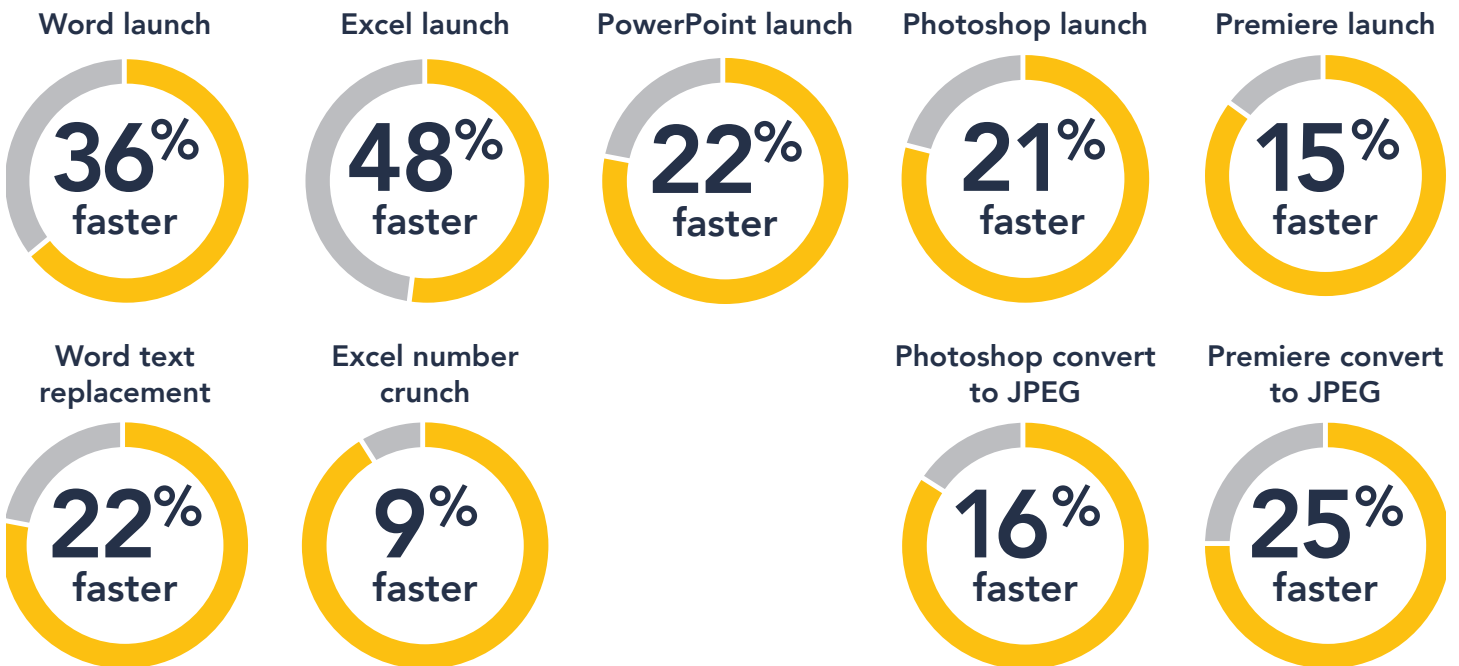 Word launch
36%
faster
Excel launch
48%
faster
PowerPoint launch
22%
faster
Photoshop launch
21%
faster
Premiere launch
15%
faster
Word text
replacement
22%
faster
Excel number
crunch
9%
faster
Photoshop convert
to JPEG
16%
faster
Premiere convert
to JPEG
25%
faster